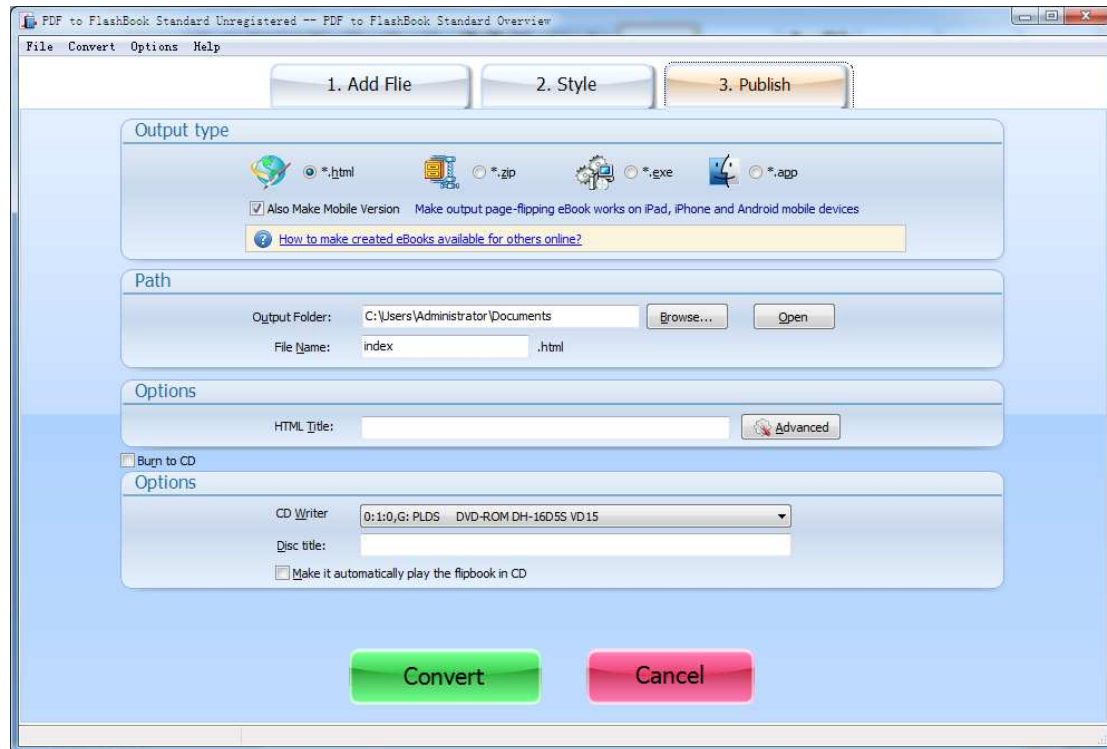 PDF to FlashBook Standard Unregistered -- PDF to FlashBook Standard Overview
File Convert Options Help
1. Add Flie 2. Style 3. Publish
Output type
*.html *.zip *.exe *.app
Also Make Mobile Version Make output page-flipping eBook works on iPad, iPhone and Android mobile devices
? How to make created eBooks available for others online?
Path
Output Folder: C:\Users\Administrator\Documents Browse... Open
File Name: index .html
Options
HTML Title: Advanced
Burn to CD
Options
CD Writer 0:1:0,G: PLDS DVD-ROM DH-16D5S VD15
Disc title:
Make it automatically play the flipbook in CD
Convert Cancel